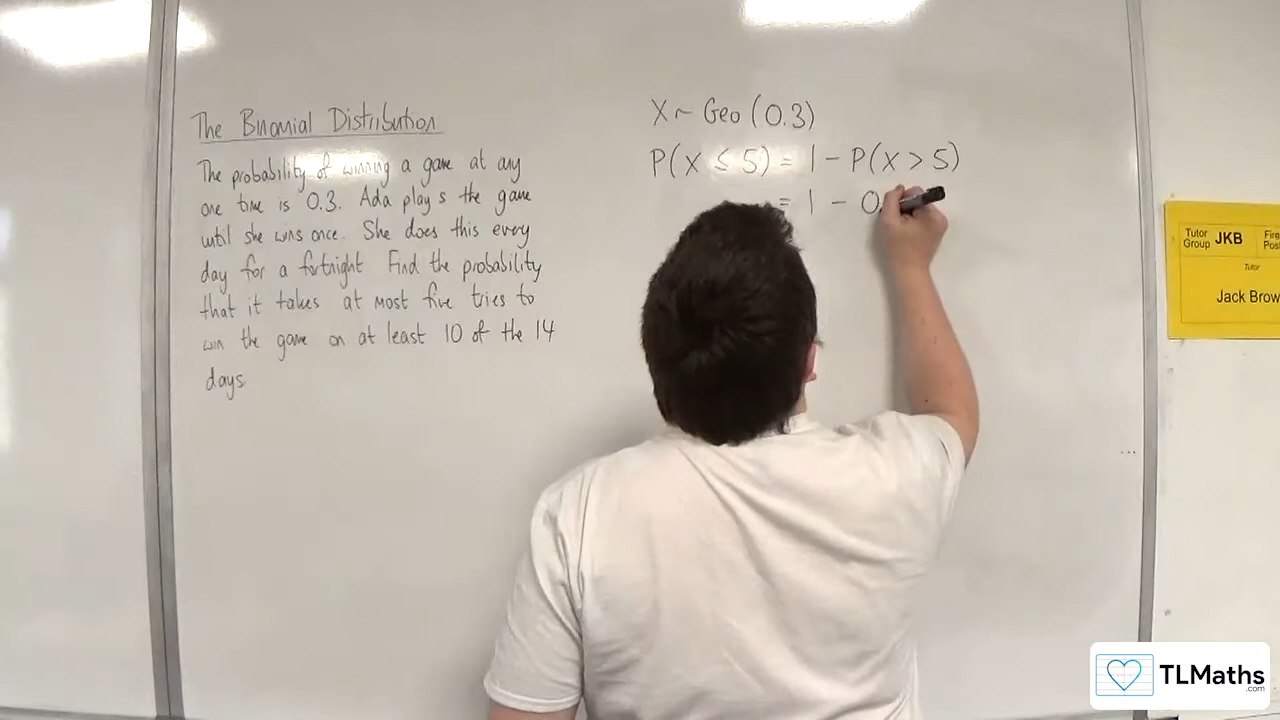 The Binomial Distribution
The probability of winning a game at any
one time is 0.3. Ada plays the game
until she wins once. She does this every
day for a fortnight Find the probability
that it takes at most five tries to
win the game on at least 10 of the 14
days
X ~ Geo (0.3)
P(X ≤ 5) = 1 - P(X > 5)
= 1 - 0.
Tutor Group JKB
Tutor
Jack Brow
TLMaths
.com